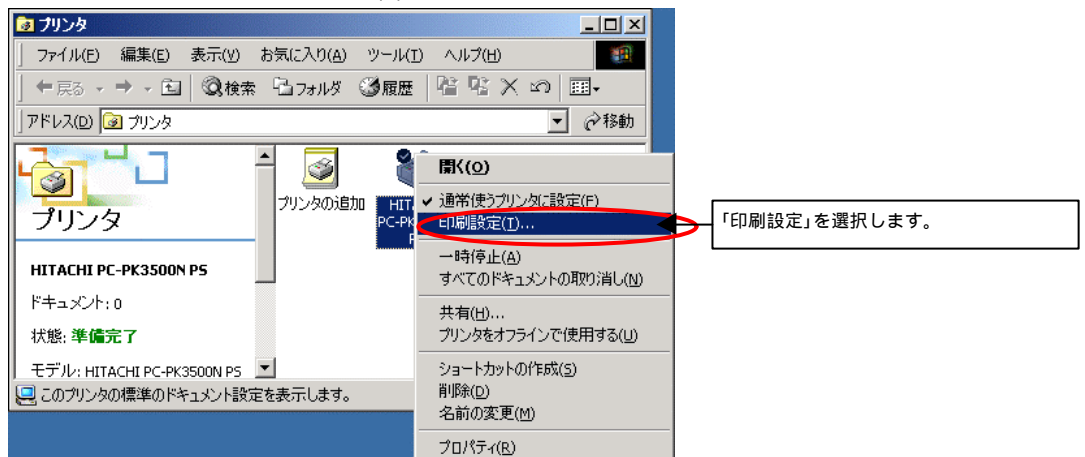 プリンタ
ファイル(F) 編集(E) 表示(V) お気に入り(A) ツール(T) ヘルプ(H)
戻る 検索 フォルダ 履歴
アドレス(D) プリンタ 移動
プリンタ
HITACHI PC-PK3500N PS
ドキュメント: 0
状態: 準備完了
モデル: HITACHI PC-PK3500N PS
プリンタの追加
HIT
PC-PK
P
開く(O)
通常使うプリンタに設定(F)
印刷設定(T)...
一時停止(A)
すべてのドキュメントの取り消し(N)
共有(H)...
プリンタをオフラインで使用する(U)
ショートカットの作成(S)
削除(D)
名前の変更(M)
プロパティ(R)
このプリンタの標準のドキュメント設定を表示します。
「印刷設定」を選択します。